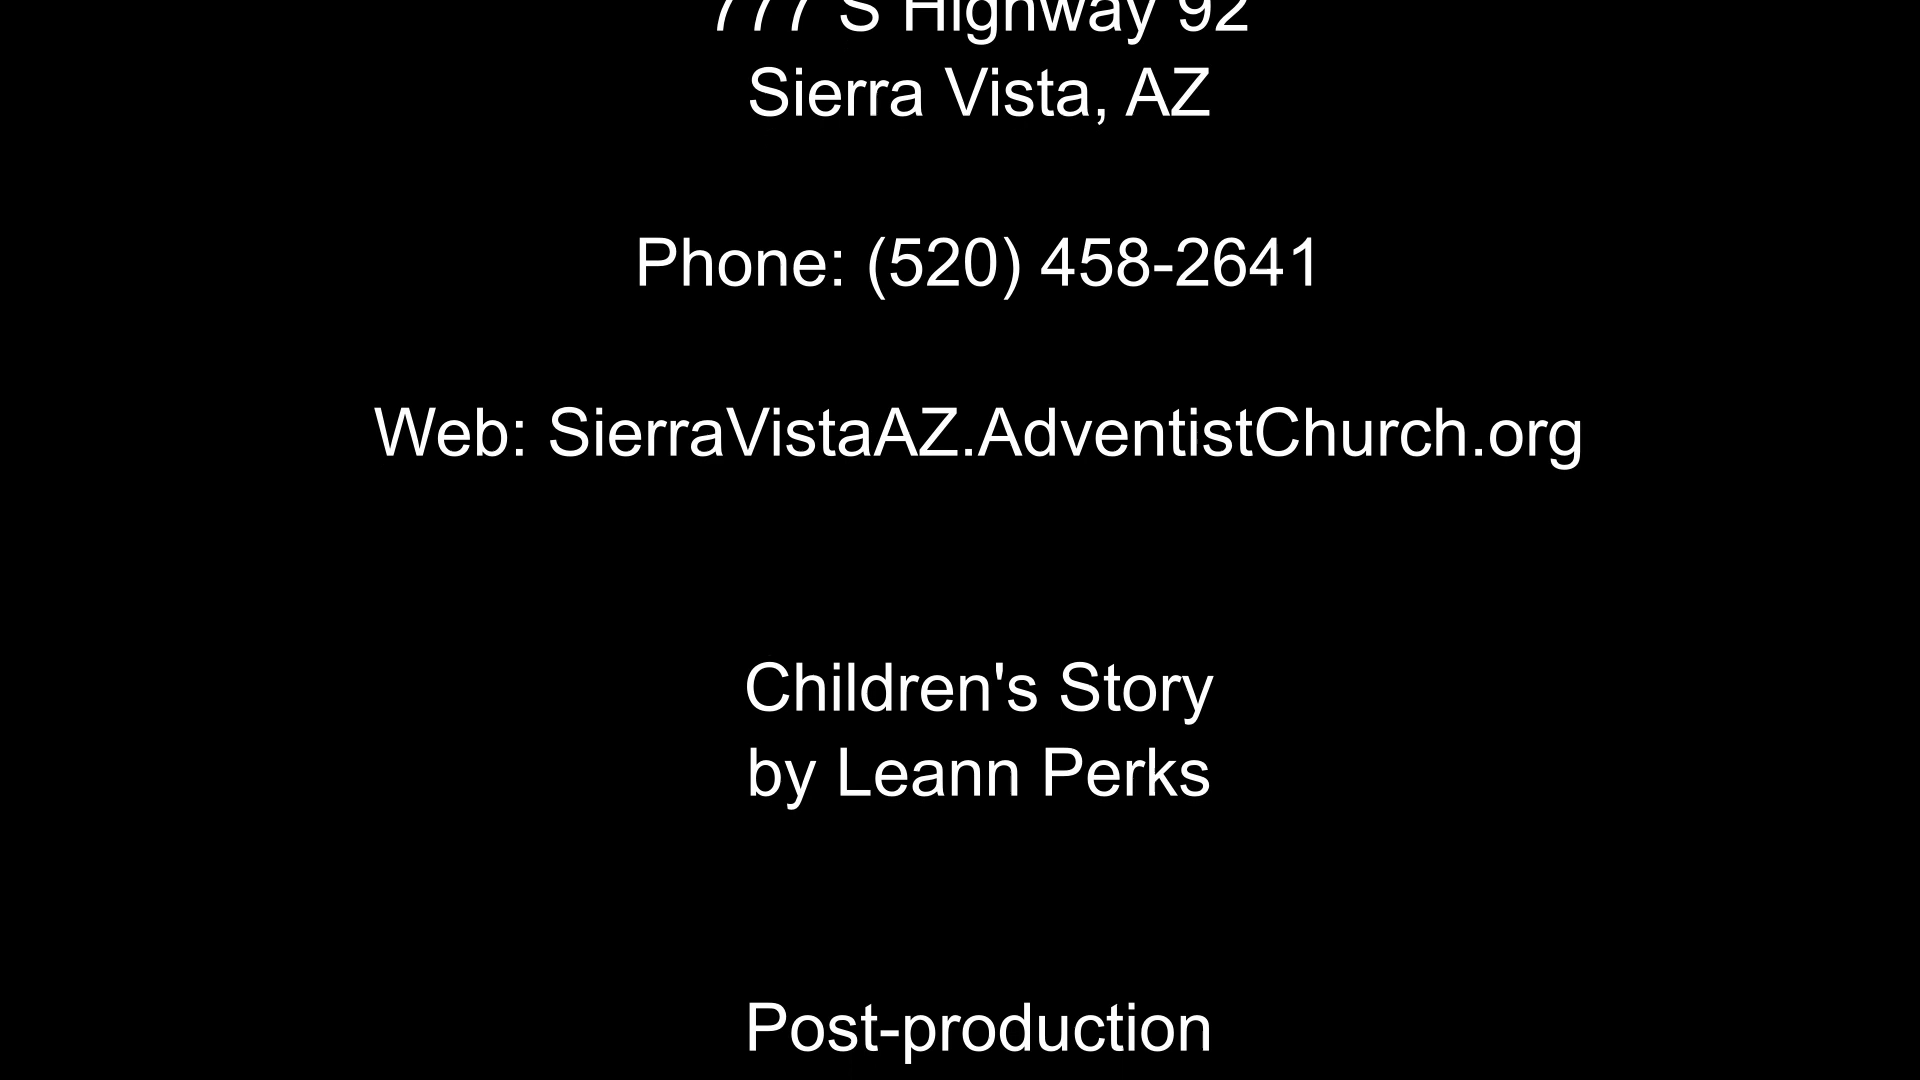 777 S Highway 92
Sierra Vista, AZ
Phone: (520) 458-2641
Web: SierraVistaAZ.AdventistChurch.org
Children's Story
by Leann Perks
Post-production